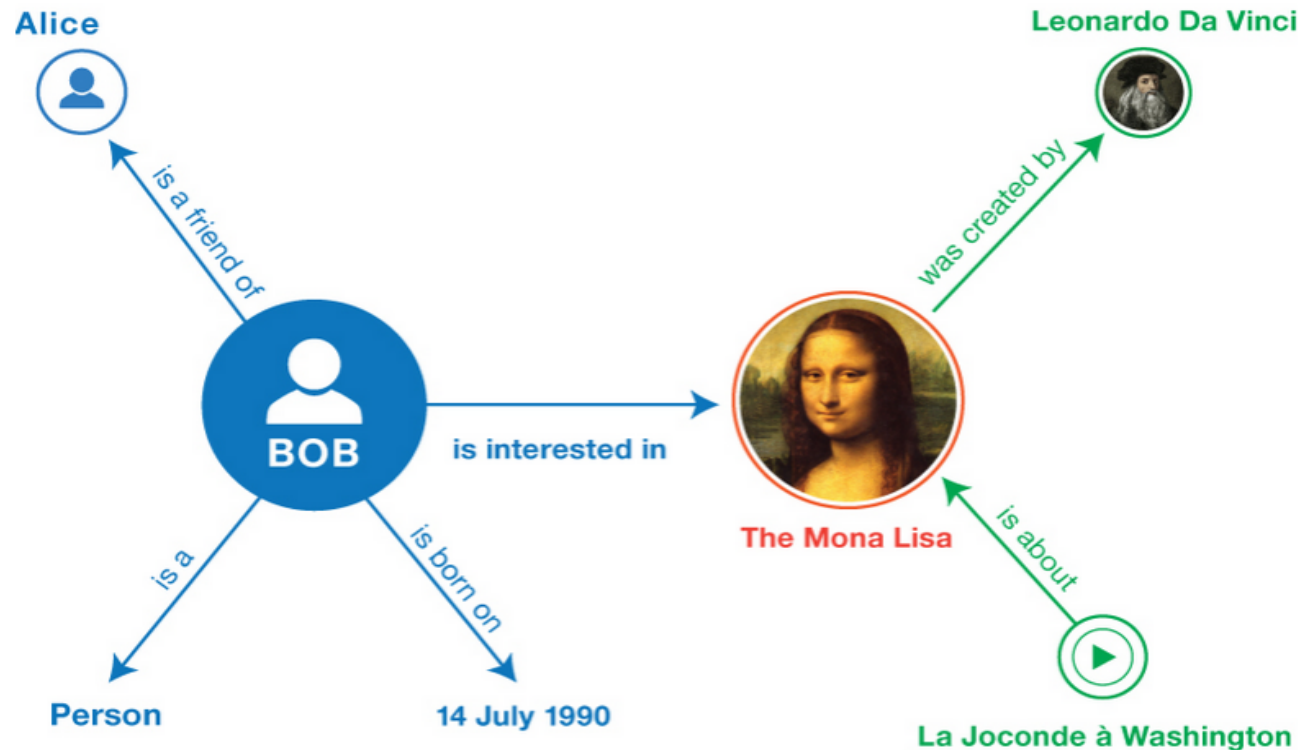 Alice
Leonardo Da Vinci
is a friend of
was created by
BOB
is interested in
The Mona Lisa
is a
is born on
is about
Person
14 July 1990
La Joconde à Washington